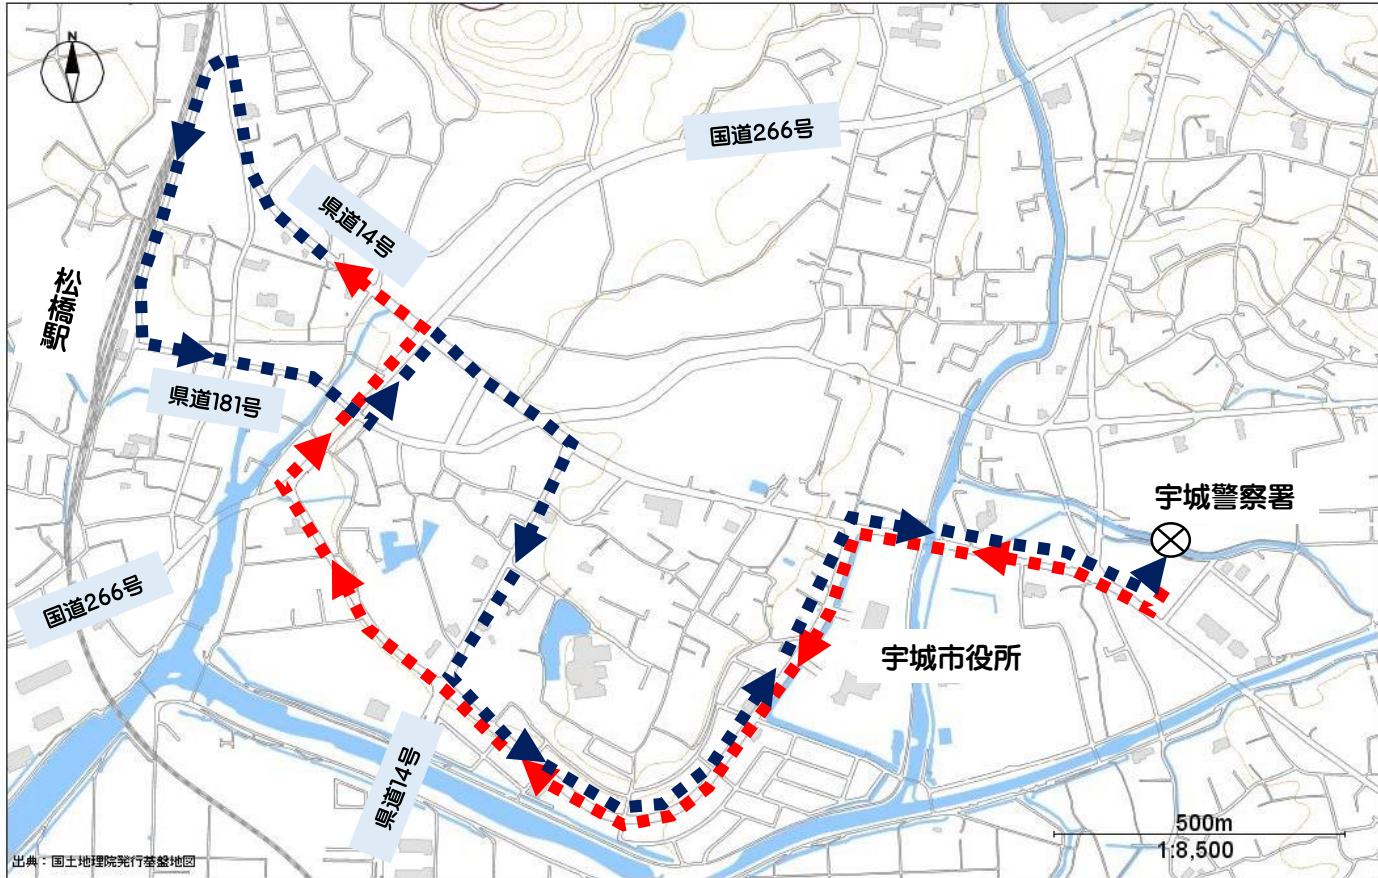 N
国道266号
県道14号
松橋駅
県道181号
宇城警察署
国道266号
宇城市役所
県道14号
500m
1:8,500
出典：国土地理院発行基盤地図